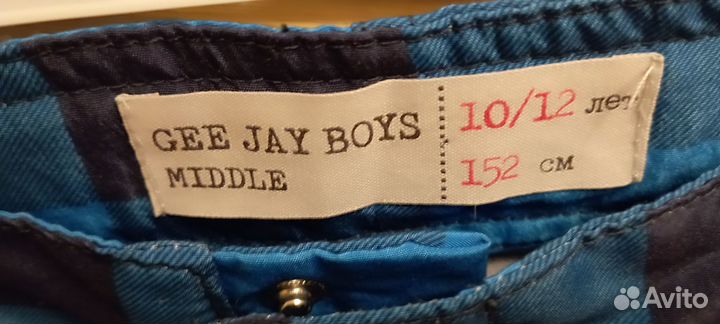 GEE JAY BOYS
MIDDLE
10/12 лет
152 см
Avito